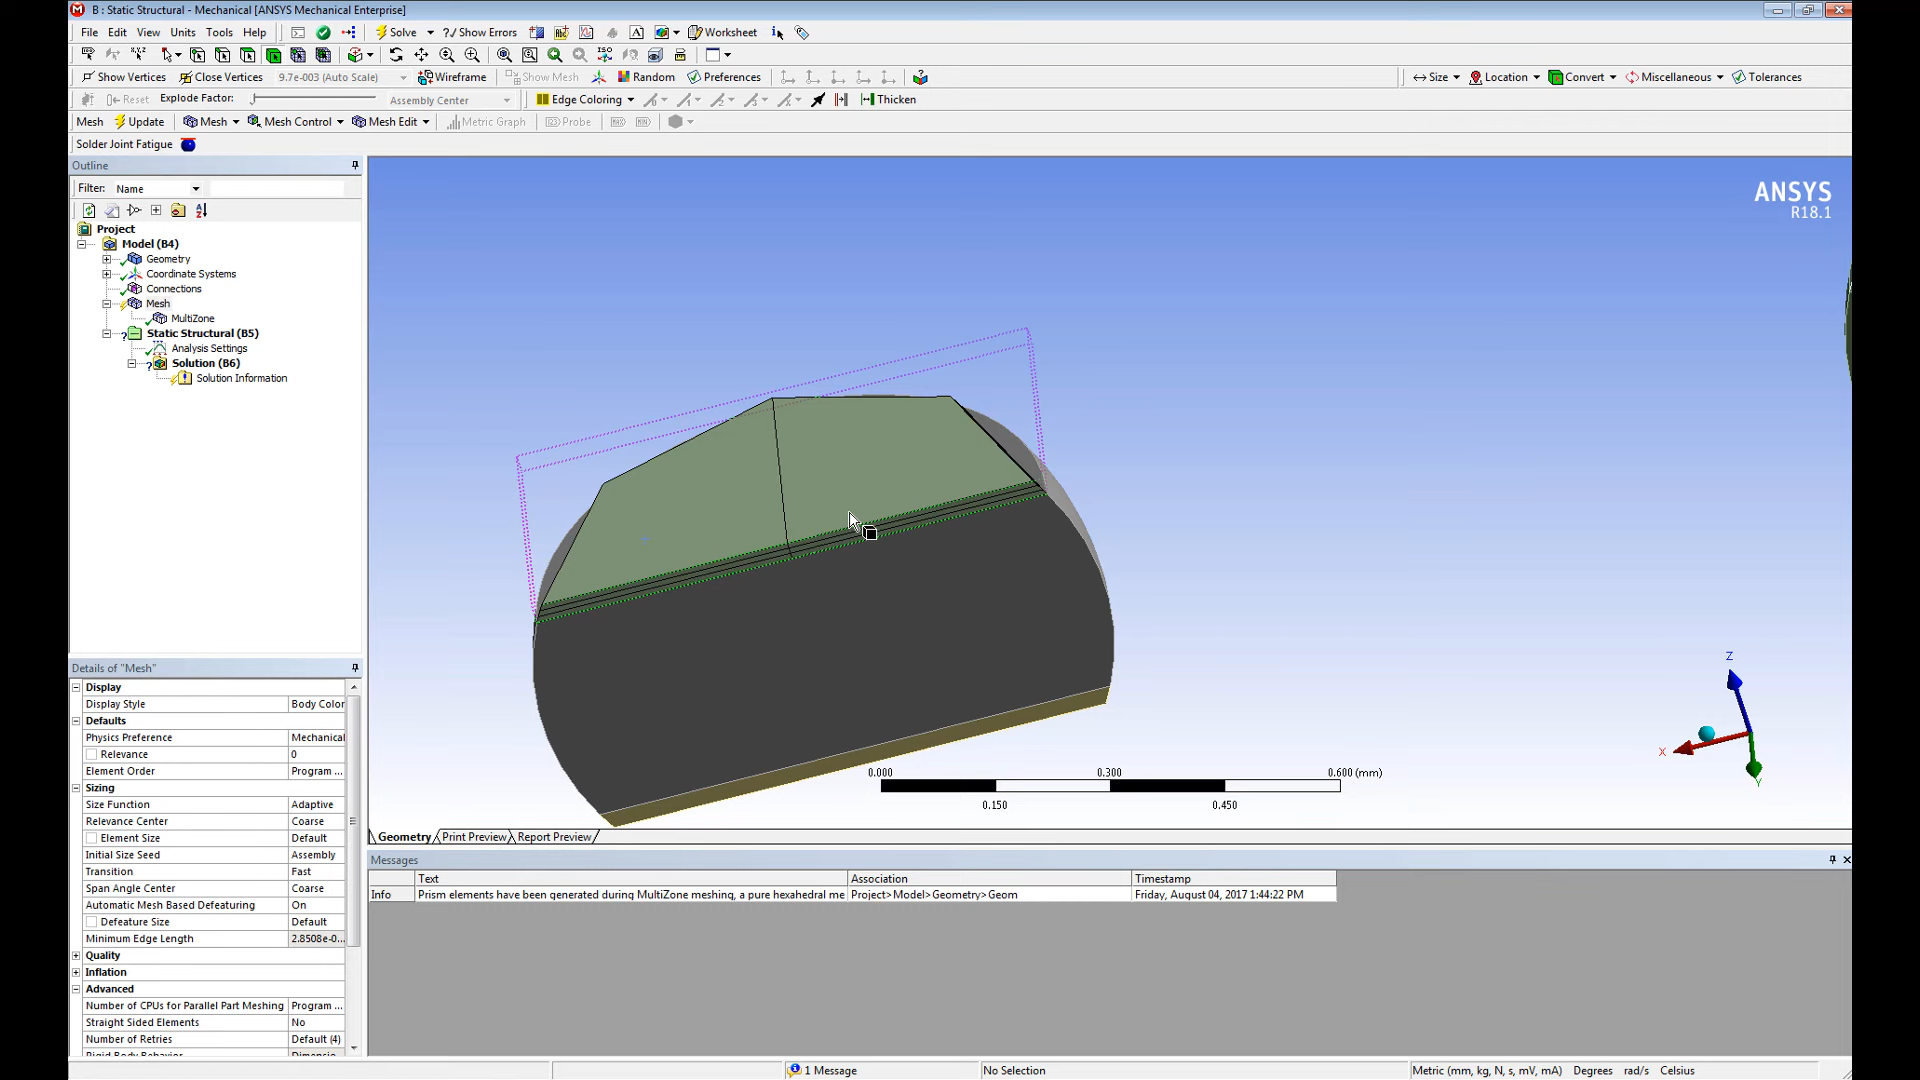 B : Static Structural - Mechanical [ANSYS Mechanical Enterprise]
File Edit View Units Tools Help Solve Show Errors Worksheet
Show Vertices Close Vertices 9.7e-003 (Auto Scale) Wireframe Show Mesh Random Preferences Size Location Convert Miscellaneous Tolerances
Reset Explode Factor: Assembly Center Edge Coloring Thicken
Mesh Update Mesh Mesh Control Mesh Edit Metric Graph Probe
Solder Joint Fatigue
Outline
Filter: Name
Project
Model (B4)
Geometry
Coordinate Systems
Connections
Mesh
MultiZone
Static Structural (B5)
Analysis Settings
Solution (B6)
Solution Information
ANSYS
R18.1
Z
X
Y
0.000 0.300 0.600 (mm)
0.150 0.450
Details of "Mesh"
Display
Display Style Body Color
Defaults
Physics Preference Mechanical
Relevance 0
Element Order Program ...
Sizing
Size Function Adaptive
Relevance Center Coarse
Element Size Default
Initial Size Seed Assembly
Transition Fast
Span Angle Center Coarse
Automatic Mesh Based Defeaturing On
Defeature Size Default
Minimum Edge Length 2.8508e-0...
Quality
Inflation
Advanced
Number of CPUs for Parallel Part Meshing Program ...
Straight Sided Elements No
Number of Retries Default (4)
Rigid Body Behavior Dimensio...
Geometry Print Preview Report Preview
Messages
Text Association Timestamp
Info Prism elements have been generated during MultiZone meshing, a pure hexahedral me Project>Model>Geometry>Geom Friday, August 04, 2017 1:44:22 PM
1 Message No Selection Metric (mm, kg, N, s, mV, mA) Degrees rad/s Celsius